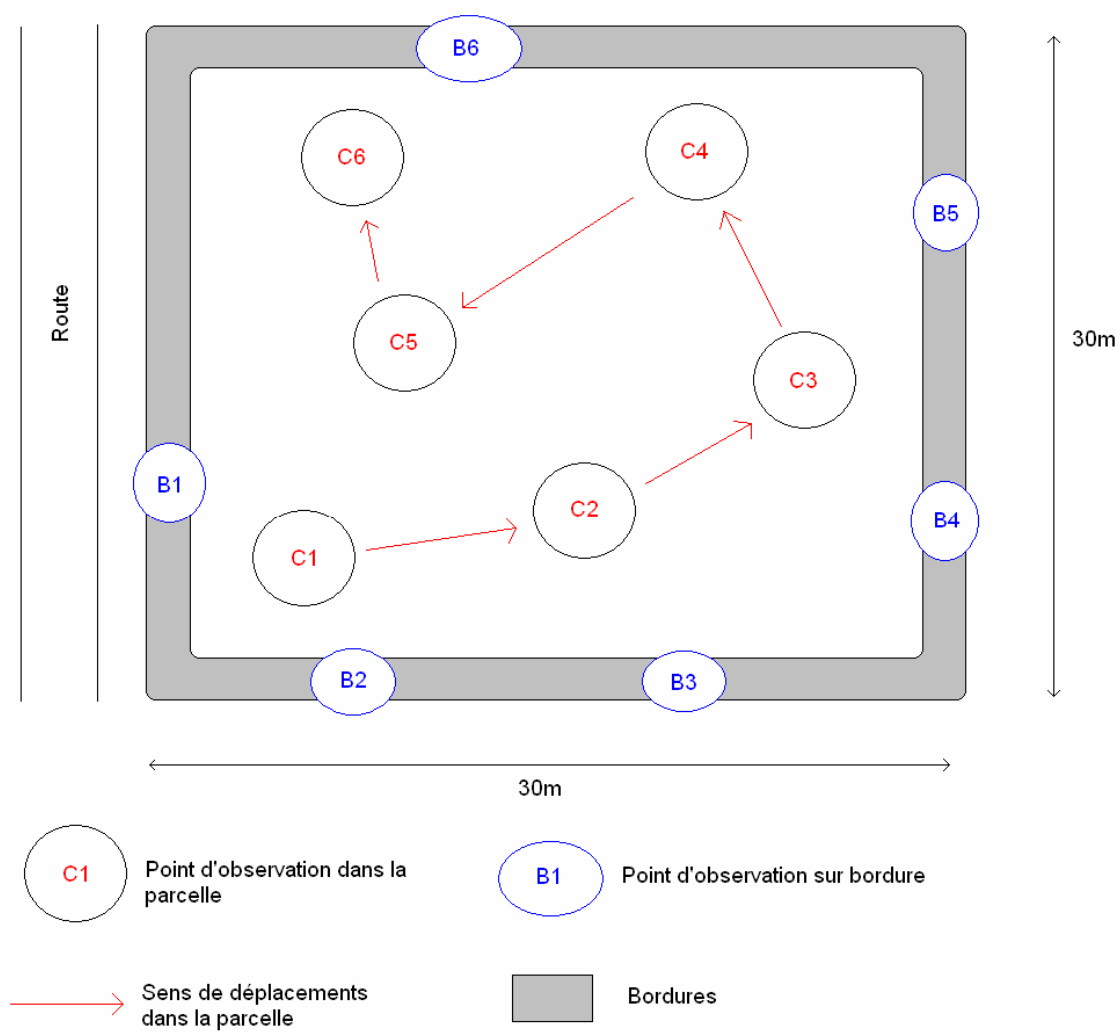 B6
C6
C4
B5
Route
C5
30m
C3
B1
C2
B4
C1
B2
B3
30m
C1
Point d'observation dans la
parcelle
B1
Point d'observation sur bordure
Sens de déplacements
dans la parcelle
Bordures